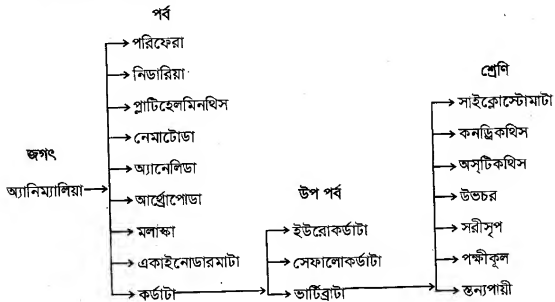 পর্ব
পরিফেরা
নিডারিয়া
প্লাটিহেলমিনথিস
নেমাটোডা
অ্যানেলিডা
আর্থ্রোপোডা
মলাস্কা
একাইনোডারমাটা
কর্ডাটা
জগৎ
অ্যানিম্যালিয়া
উপ পর্ব
ইউরোকর্ডাটা
সেফালোকর্ডাটা
ভার্টিব্রাটা
শ্রেণি
সাইক্লোস্টোমাটা
কনড্রিকথিস
অসৃটিকথিস
উভচর
সরীসৃপ
পক্ষীকূল
স্তন্যপায়ী